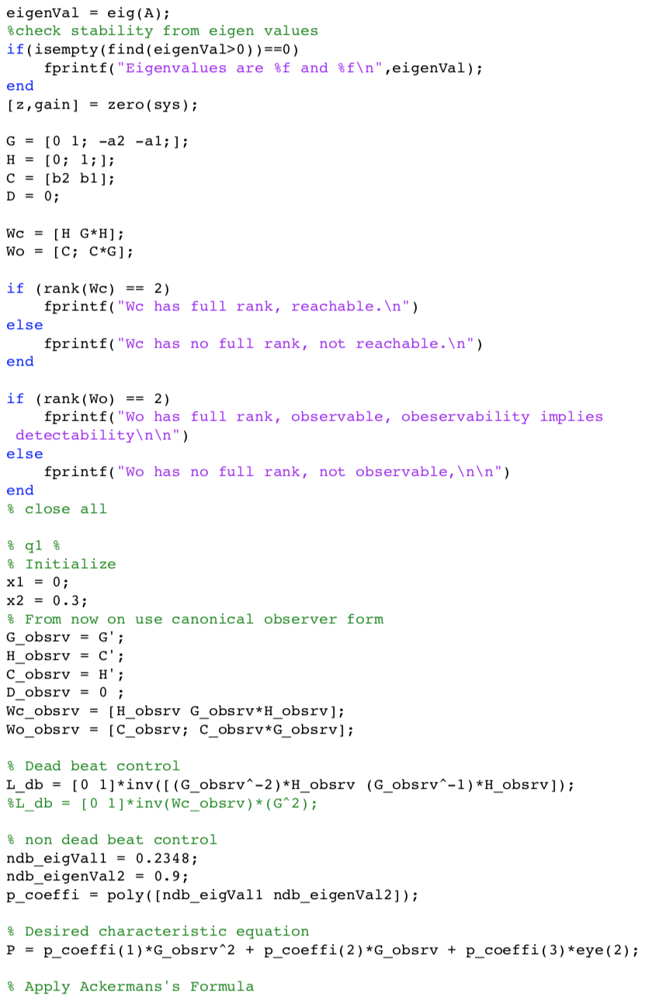 eigenVal = eig(A);
%check stability from eigen values
if(isempty(find(eigenVal>0))==0)
    fprintf("Eigenvalues are %f and %f\n",eigenVal);
end
[z,gain] = zero(sys);

G = [0 1; -a2 -a1;];
H = [0; 1;];
C = [b2 b1];
D = 0;

Wc = [H G*H];
Wo = [C; C*G];

if (rank(Wc) == 2)
    fprintf("Wc has full rank, reachable.\n")
else
    fprintf("Wc has no full rank, not reachable.\n")
end

if (rank(Wo) == 2)
    fprintf("Wo has full rank, observable, obeservability implies
 detectability\n\n")
else
    fprintf("Wo has no full rank, not observable,\n\n")
end
% close all

% q1 %
% Initialize
x1 = 0;
x2 = 0.3;
% From now on use canonical observer form
G_obsrv = G';
H_obsrv = C';
C_obsrv = H';
D_obsrv = 0 ;
Wc_obsrv = [H_obsrv G_obsrv*H_obsrv];
Wo_obsrv = [C_obsrv; C_obsrv*G_obsrv];

% Dead beat control
L_db = [0 1]*inv([(G_obsrv^-2)*H_obsrv (G_obsrv^-1)*H_obsrv]);
%L_db = [0 1]*inv(Wc_obsrv)*(G^2);

% non dead beat control
ndb_eigVal1 = 0.2348;
ndb_eigenVal2 = 0.9;
p_coeffi = poly([ndb_eigVal1 ndb_eigenVal2]);

% Desired characteristic equation
P = p_coeffi(1)*G_obsrv^2 + p_coeffi(2)*G_obsrv + p_coeffi(3)*eye(2);

% Apply Ackermans's Formula